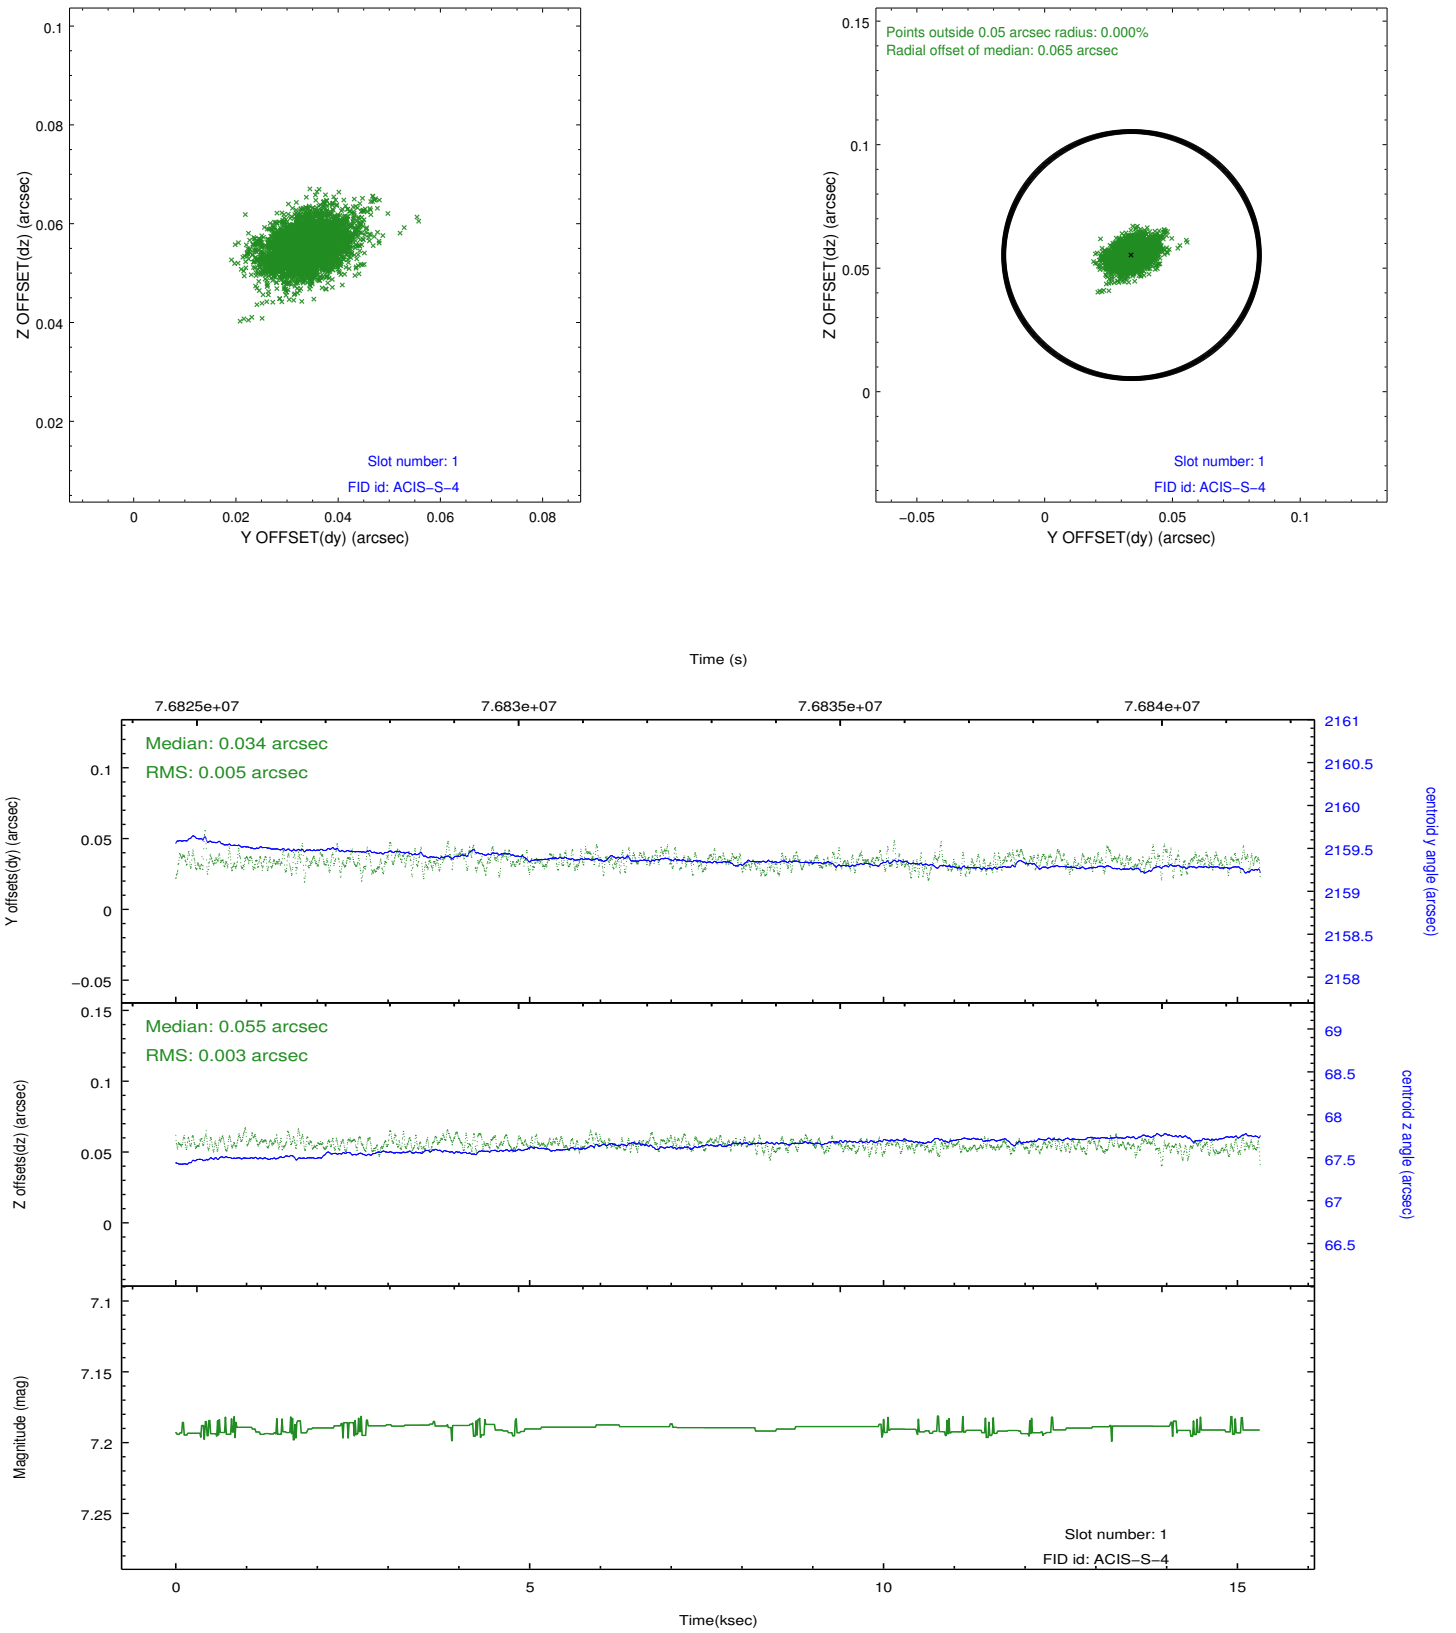 0.1
0.08
0.06
0.04
0.02
0
0.02
0.04
0.06
0.08
Z OFFSET(dz) (arcsec)
Y OFFSET(dy) (arcsec)
Slot number: 1
FID id: ACIS−S−4
Points outside 0.05 arcsec radius: 0.000%
Radial offset of median: 0.065 arcsec
0.15
0.1
0.05
0
−0.05
0
0.05
0.1
Z OFFSET(dz) (arcsec)
Y OFFSET(dy) (arcsec)
Slot number: 1
FID id: ACIS−S−4
Time (s)
7.6825e+07
7.683e+07
7.6835e+07
7.684e+07
Median: 0.034 arcsec
RMS: 0.005 arcsec
0.1
0.05
0
−0.05
Y offsets(dy) (arcsec)
2161
2160.5
2160
2159.5
2159
2158.5
2158
centroid y angle (arcsec)
Median: 0.055 arcsec
RMS: 0.003 arcsec
0.15
0.1
0.05
0
Z offsets(dz) (arcsec)
69
68.5
68
67.5
67
66.5
centroid z angle (arcsec)
7.1
7.15
7.2
7.25
Magnitude (mag)
Slot number: 1
FID id: ACIS−S−4
0
5
10
15
Time(ksec)